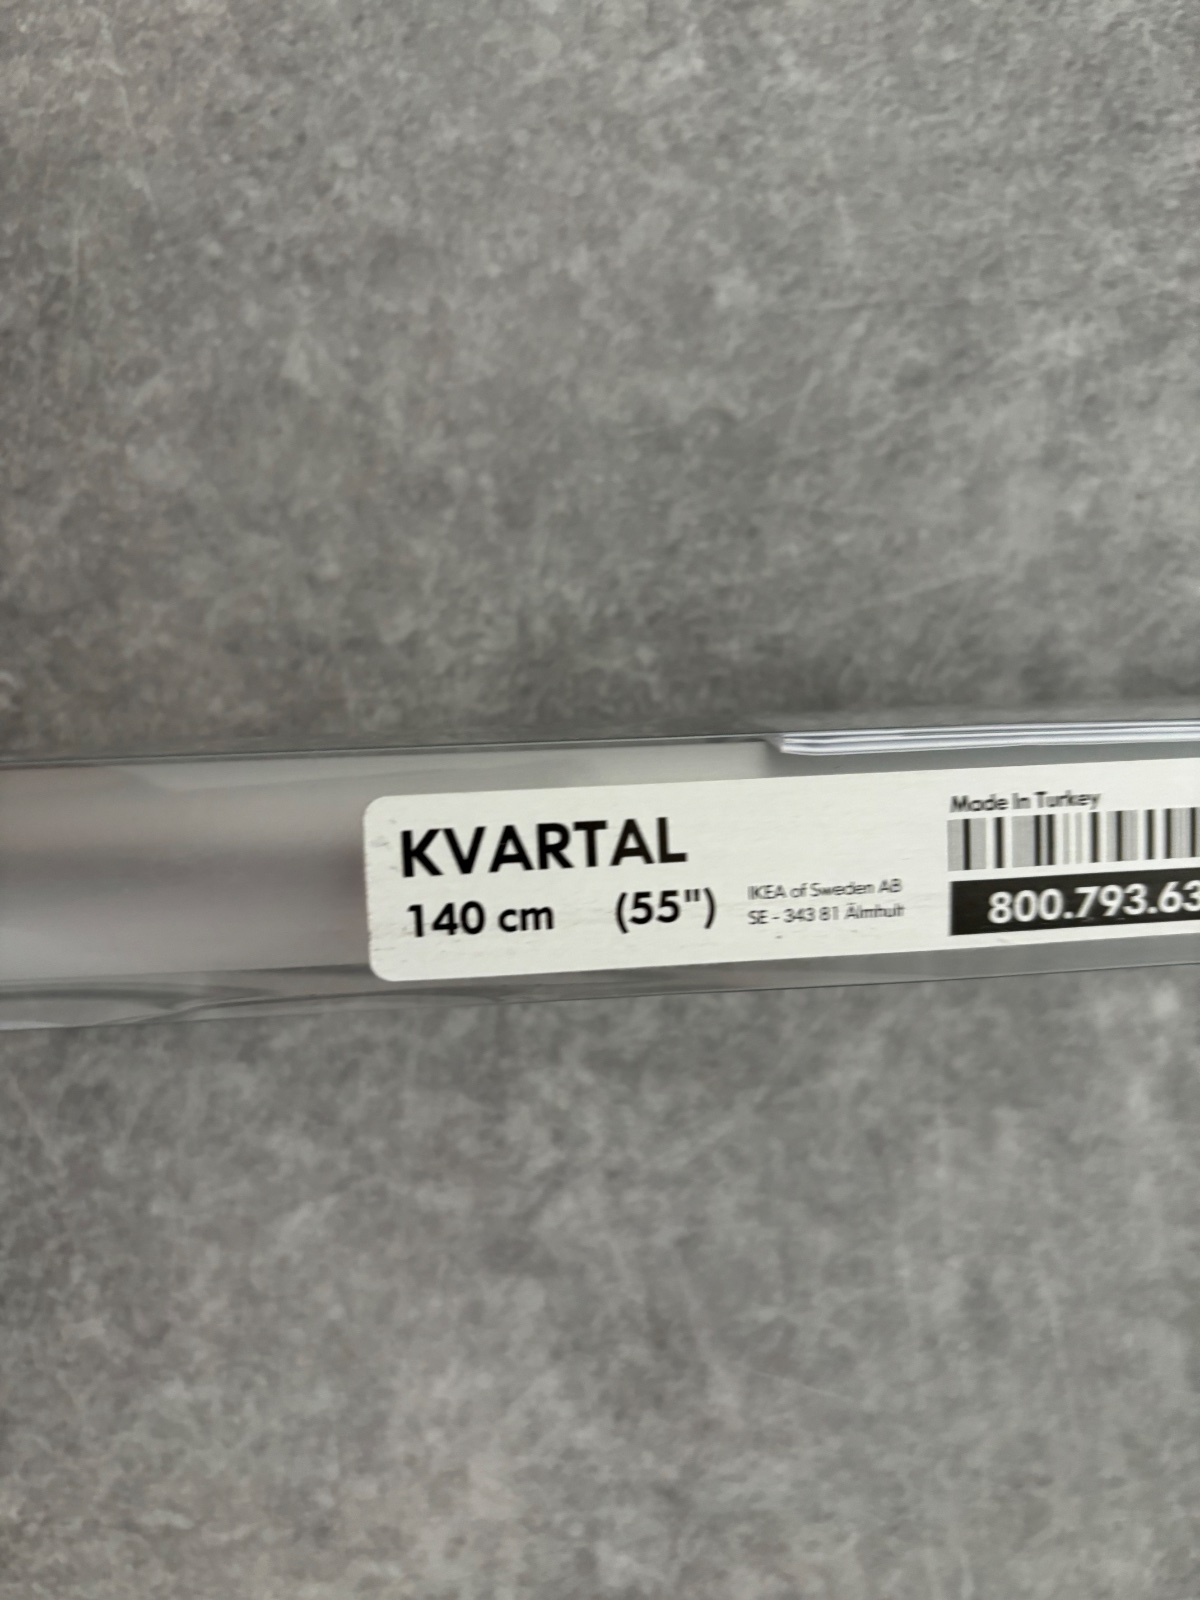 KVARTAL
140 cm (55")
IKEA of Sweden AB
SE - 343 81 Älmhult
Made In Turkey
800.793.63